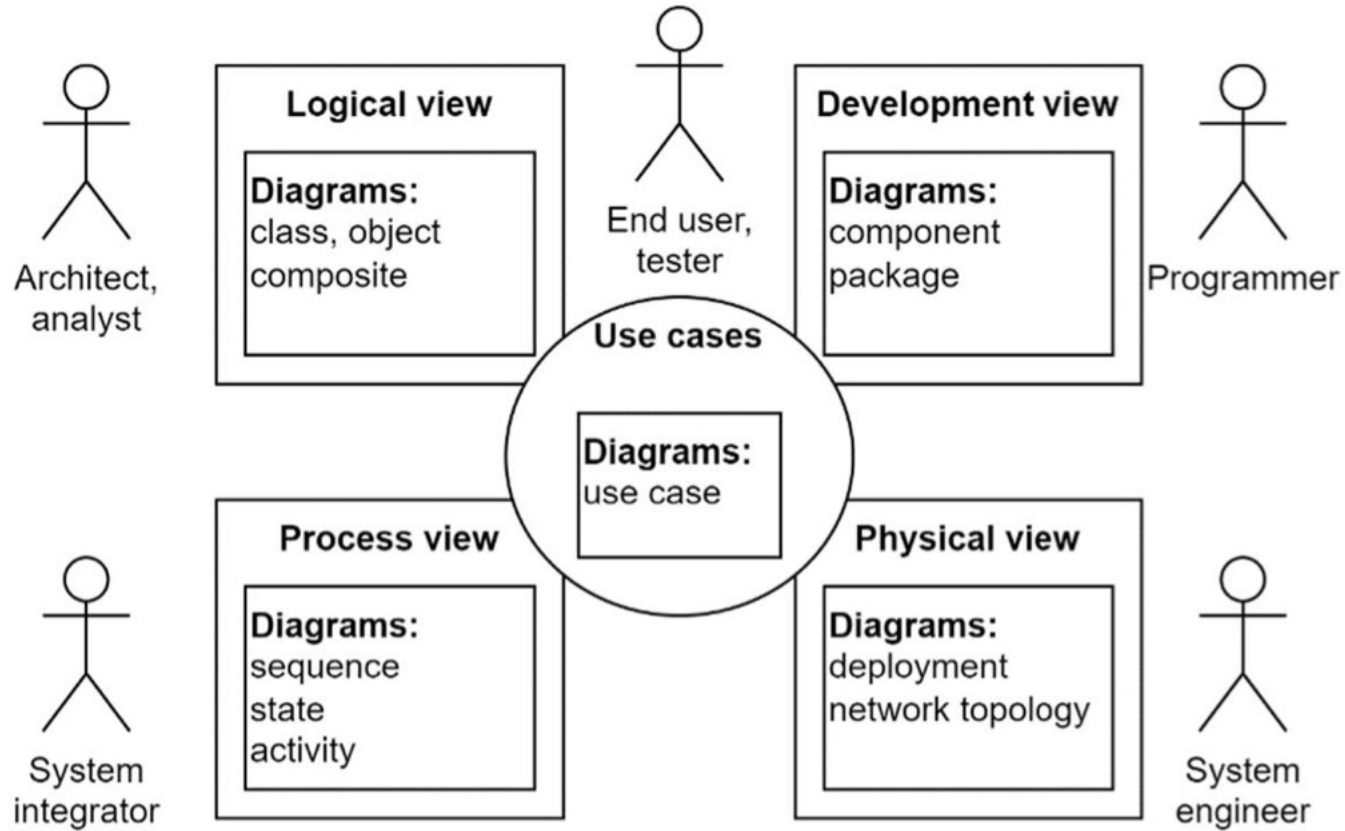 Architect,
analyst
Logical view
Diagrams:
class, object
composite
End user,
tester
Development view
Diagrams:
component
package
Programmer
Use cases
Diagrams:
use case
System
integrator
Process view
Diagrams:
sequence
state
activity
Physical view
Diagrams:
deployment
network topology
System
engineer